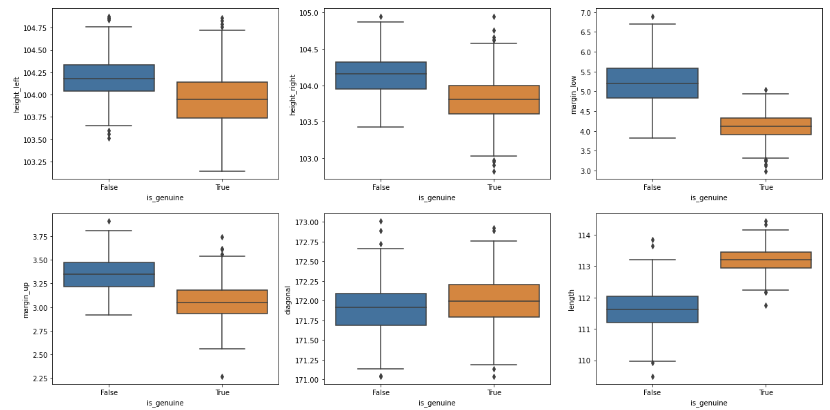 height_left
104.75
104.50
104.25
104.00
103.75
103.50
103.25
False
True
is_genuine
height_right
105.0
104.5
104.0
103.5
103.0
False
True
is_genuine
margin_low
7.0
6.5
6.0
5.5
5.0
4.5
4.0
3.5
3.0
False
True
is_genuine
margin_up
3.75
3.50
3.25
3.00
2.75
2.50
2.25
False
True
is_genuine
diagonal
173.00
172.75
172.50
172.25
172.00
171.75
171.50
171.25
171.00
False
True
is_genuine
length
114
113
112
111
110
False
True
is_genuine